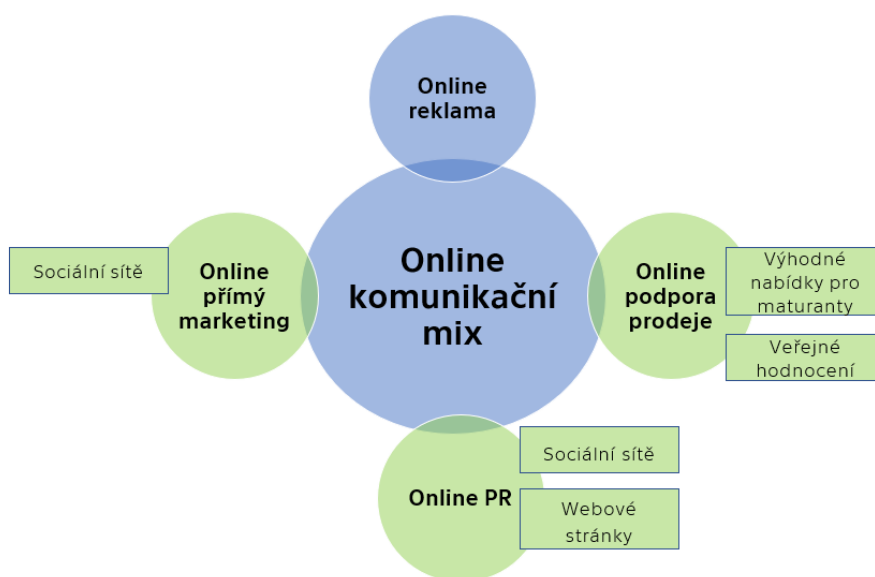 Online
reklama
Sociální sítě
Online
přímý
marketing
Online
komunikační
mix
Online
podpora
prodeje
Výhodné
nabídky pro
maturanty
Veřejné
hodnocení
Online PR
Sociální sítě
Webové
stránky